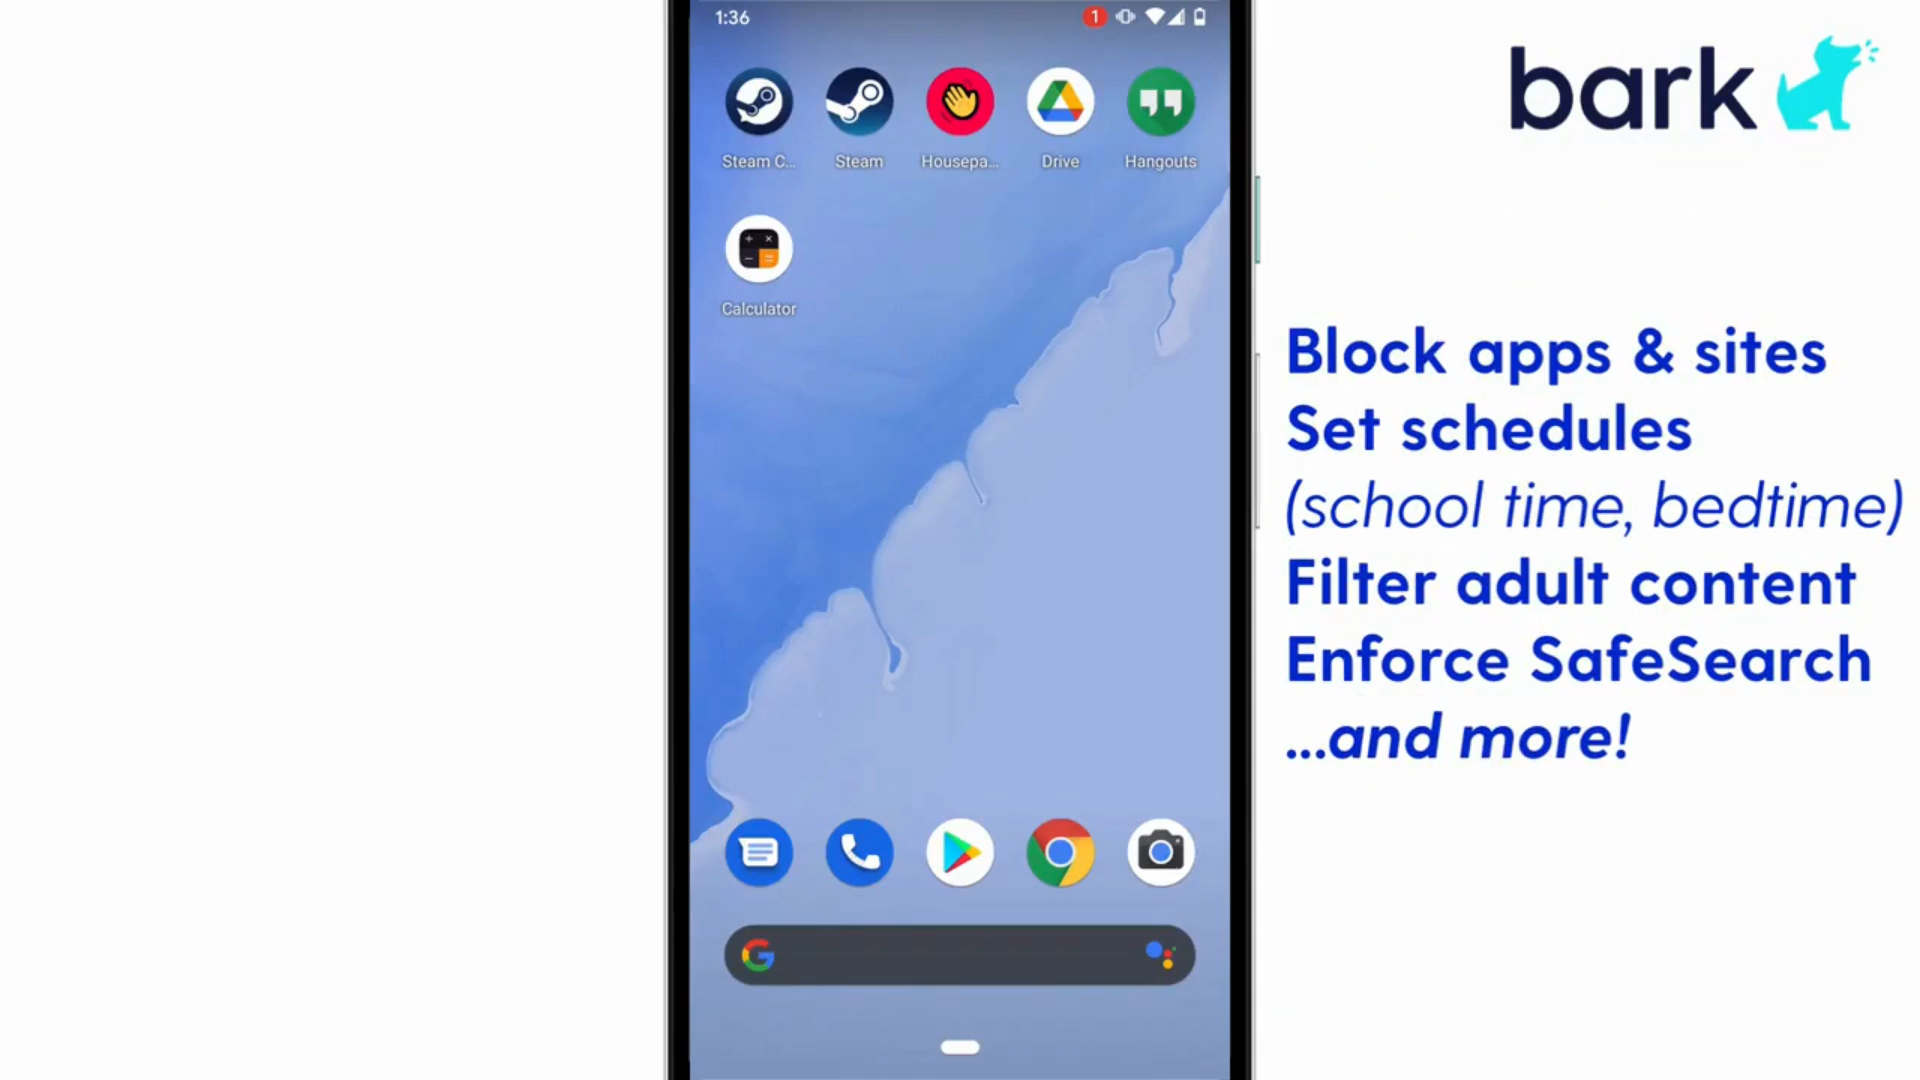 1:36
1
bark
Steam C...
Steam
Housepa...
Drive
Hangouts
Calculator
Block apps & sites
Set schedules
(school time, bedtime)
Filter adult content
Enforce SafeSearch
...and more!